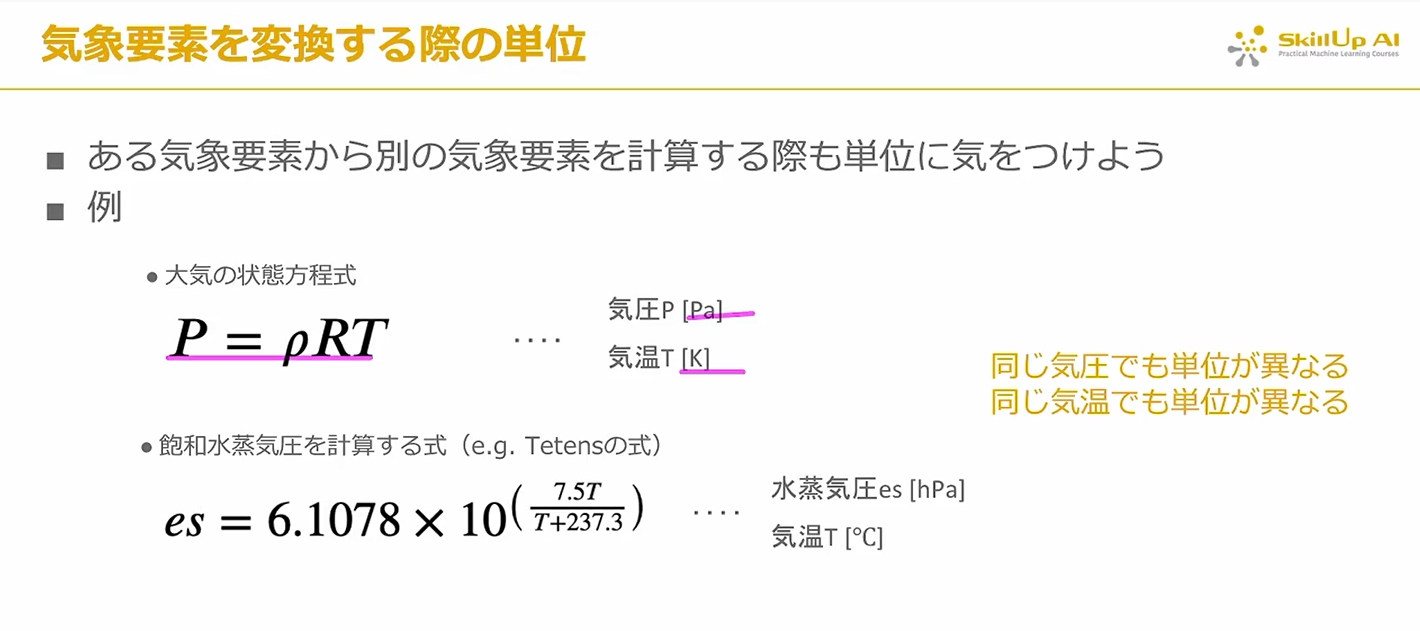 気象要素を変換する際の単位
SkillUp AI
Practical Machine Learning Courses
■ ある気象要素から別の気象要素を計算する際も単位に気をつけよう
■ 例
● 大気の状態方程式
P = ρRT
････
気圧P [Pa]
気温T [K]
同じ気圧でも単位が異なる
同じ気温でも単位が異なる
● 飽和水蒸気圧を計算する式（e.g. Tetensの式）
es = 6.1078 × 10^(7.5T/(T+237.3))
････
水蒸気圧es [hPa]
気温T [℃]